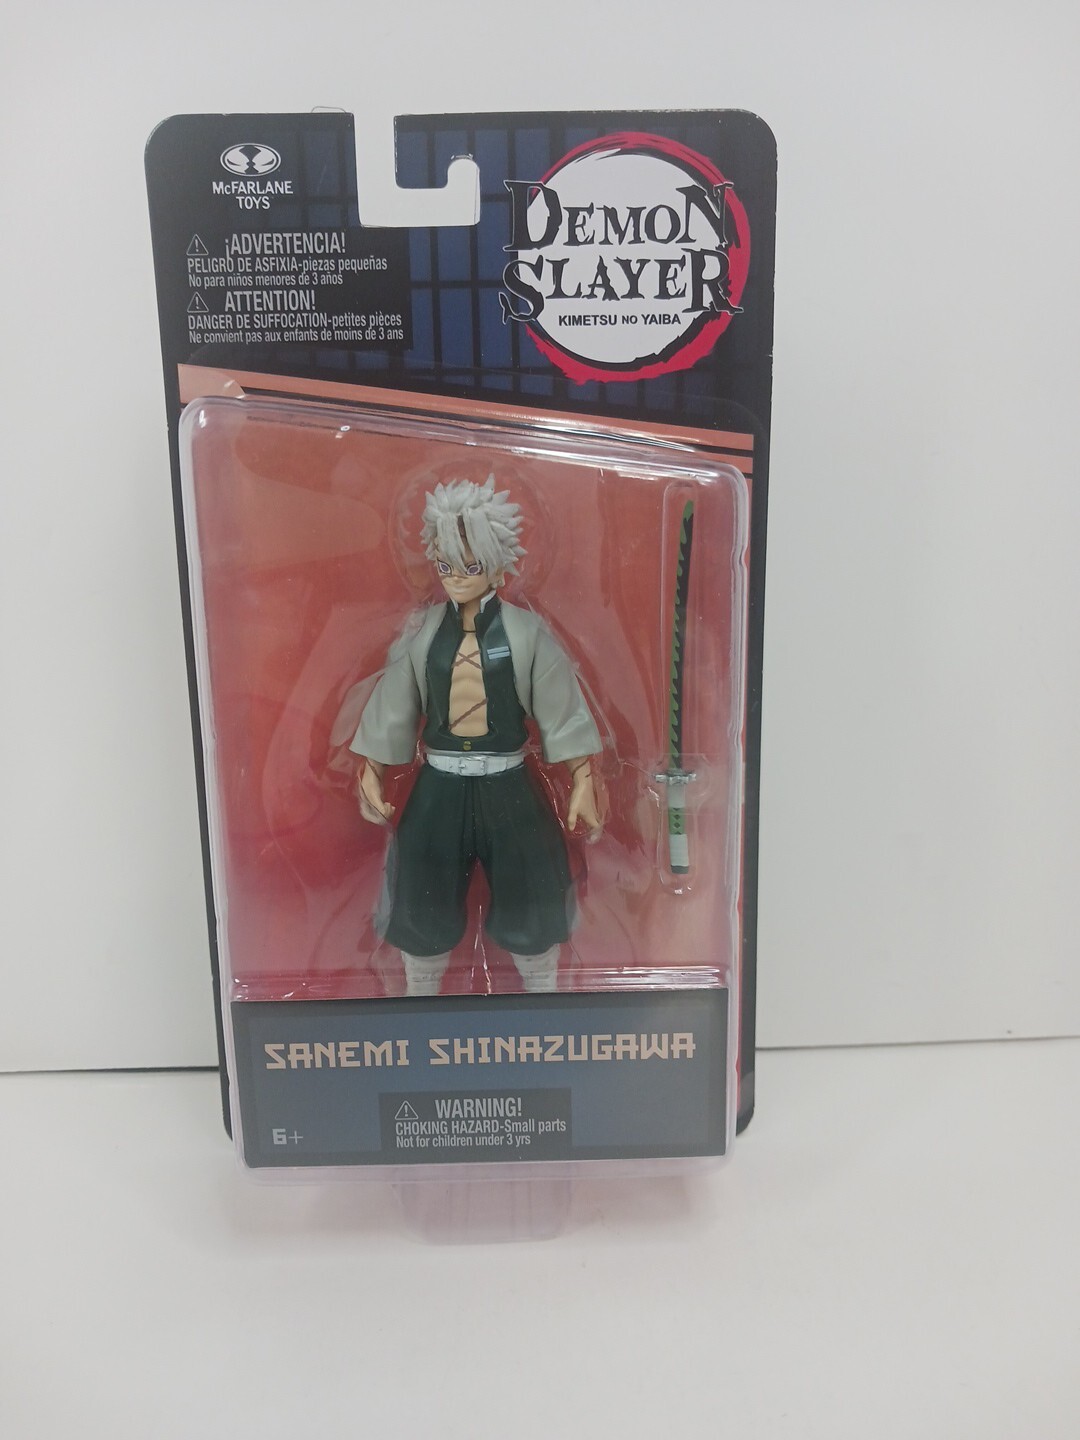 McFARLANE
TOYS
¡ADVERTENCIA!
PELIGRO DE ASFIXIA-piezas pequeñas
No para niños menores de 3 años
ATTENTION!
DANGER DE SUFFOCATION-petites pièces
Ne convient pas aux enfants de moins de 3 ans
DEMON
SLAYER
KIMETSU NO YAIBA
SANEMI SHINAZUGAWA
6+
WARNING!
CHOKING HAZARD-Small parts
Not for children under 3 yrs